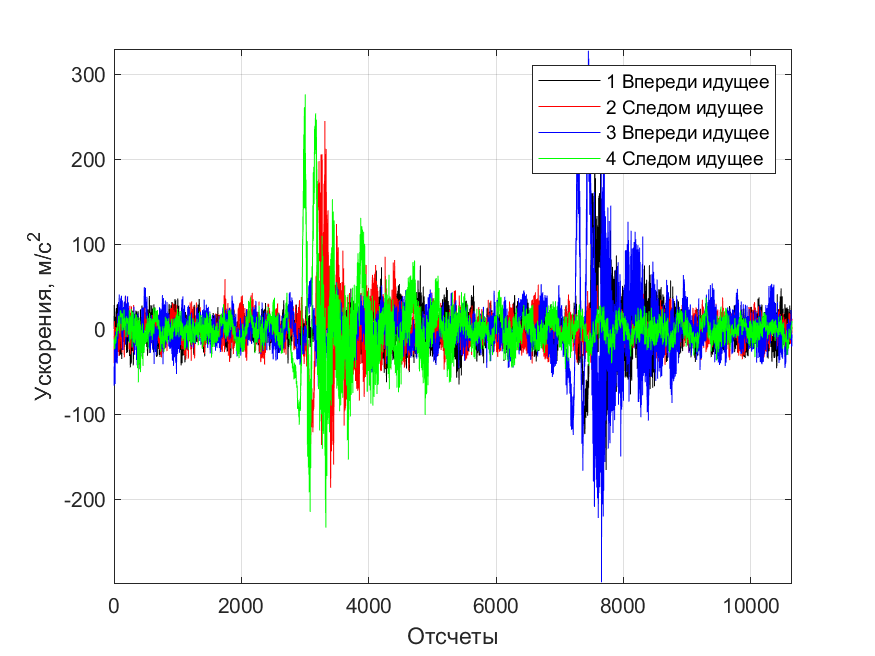 300
200
100
0
-100
-200
Ускорения, м/с2
0 2000 4000 6000 8000 10000
Отсчеты
1 Впереди идущее
2 Следом идущее
3 Впереди идущее
4 Следом идущее